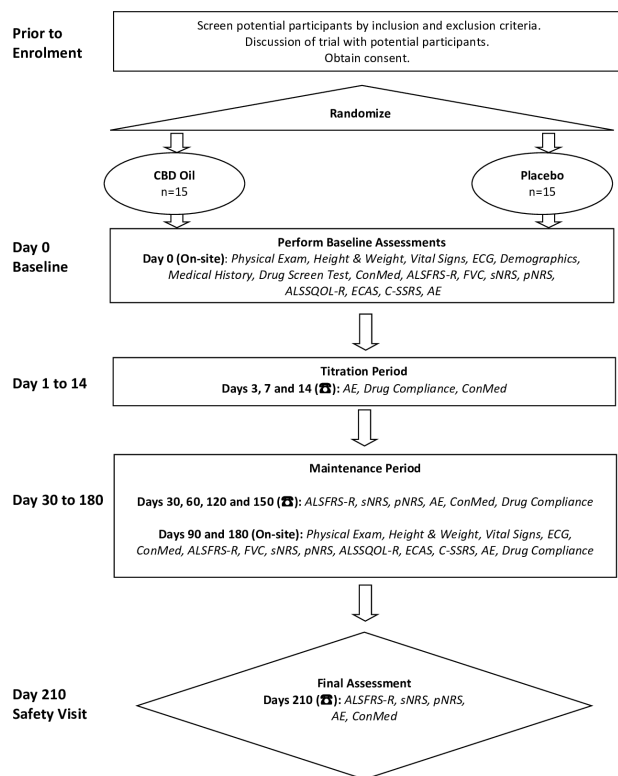 Prior to
Enrolment
Screen potential participants by inclusion and exclusion criteria.
Discussion of trial with potential participants.
Obtain consent.
Randomize
CBD Oil
n=15
Placebo
n=15
Day 0
Baseline
Perform Baseline Assessments
Day 0 (On-site): Physical Exam, Height & Weight, Vital Signs, ECG, Demographics,
Medical History, Drug Screen Test, ConMed, ALSFRS-R, FVC, sNRS, pNRS,
ALSSQOL-R, ECAS, C-SSRS, AE
Day 1 to 14
Titration Period
Days 3, 7 and 14 (☎): AE, Drug Compliance, ConMed
Day 30 to 180
Maintenance Period
Days 30, 60, 120 and 150 (☎): ALSFRS-R, sNRS, pNRS, AE, ConMed, Drug Compliance
Days 90 and 180 (On-site): Physical Exam, Height & Weight, Vital Signs, ECG,
ConMed, ALSFRS-R, FVC, sNRS, pNRS, ALSSQOL-R, ECAS, C-SSRS, AE, Drug Compliance
Day 210
Safety Visit
Final Assessment
Days 210 (☎): ALSFRS-R, sNRS, pNRS,
AE, ConMed